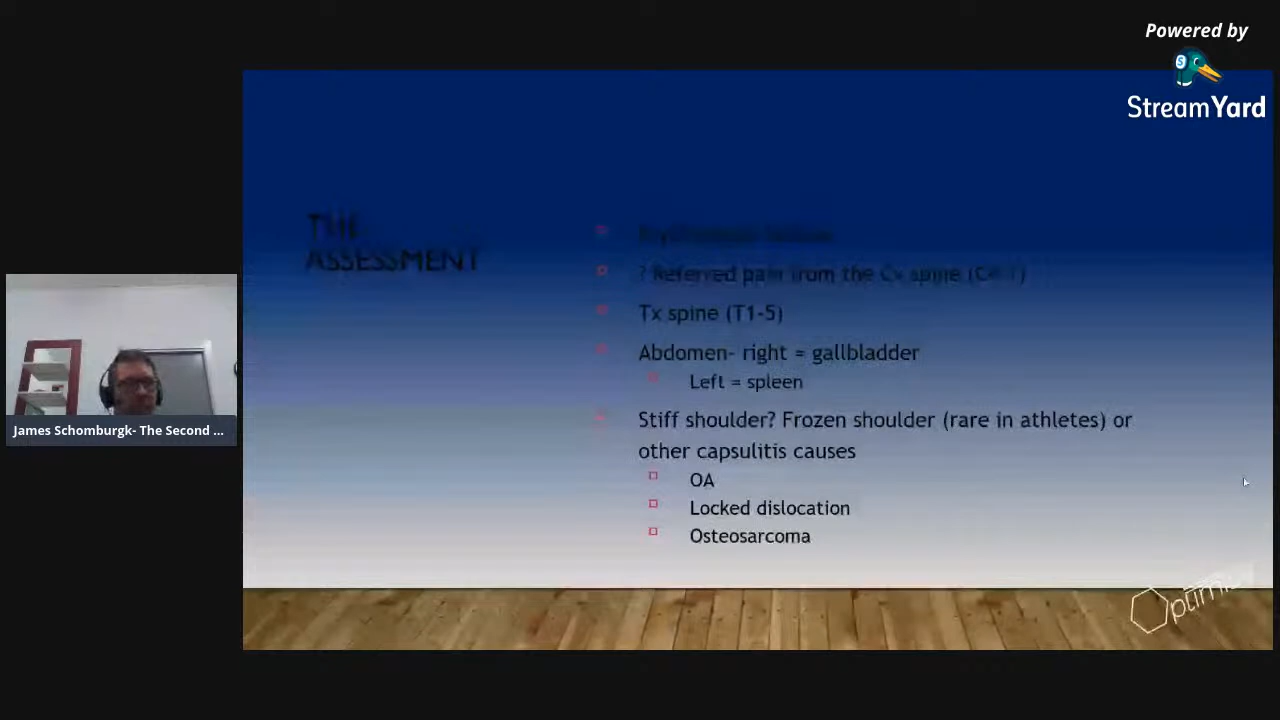 Powered by
StreamYard
THE
ASSESSMENT
? Referred pain from the Cx spine
Tx spine (T1-5)
Abdomen- right = gallbladder
Left = spleen
Stiff shoulder? Frozen shoulder (rare in athletes) or
other capsulitis causes
OA
Locked dislocation
Osteosarcoma
James Schomburgk- The Second ...